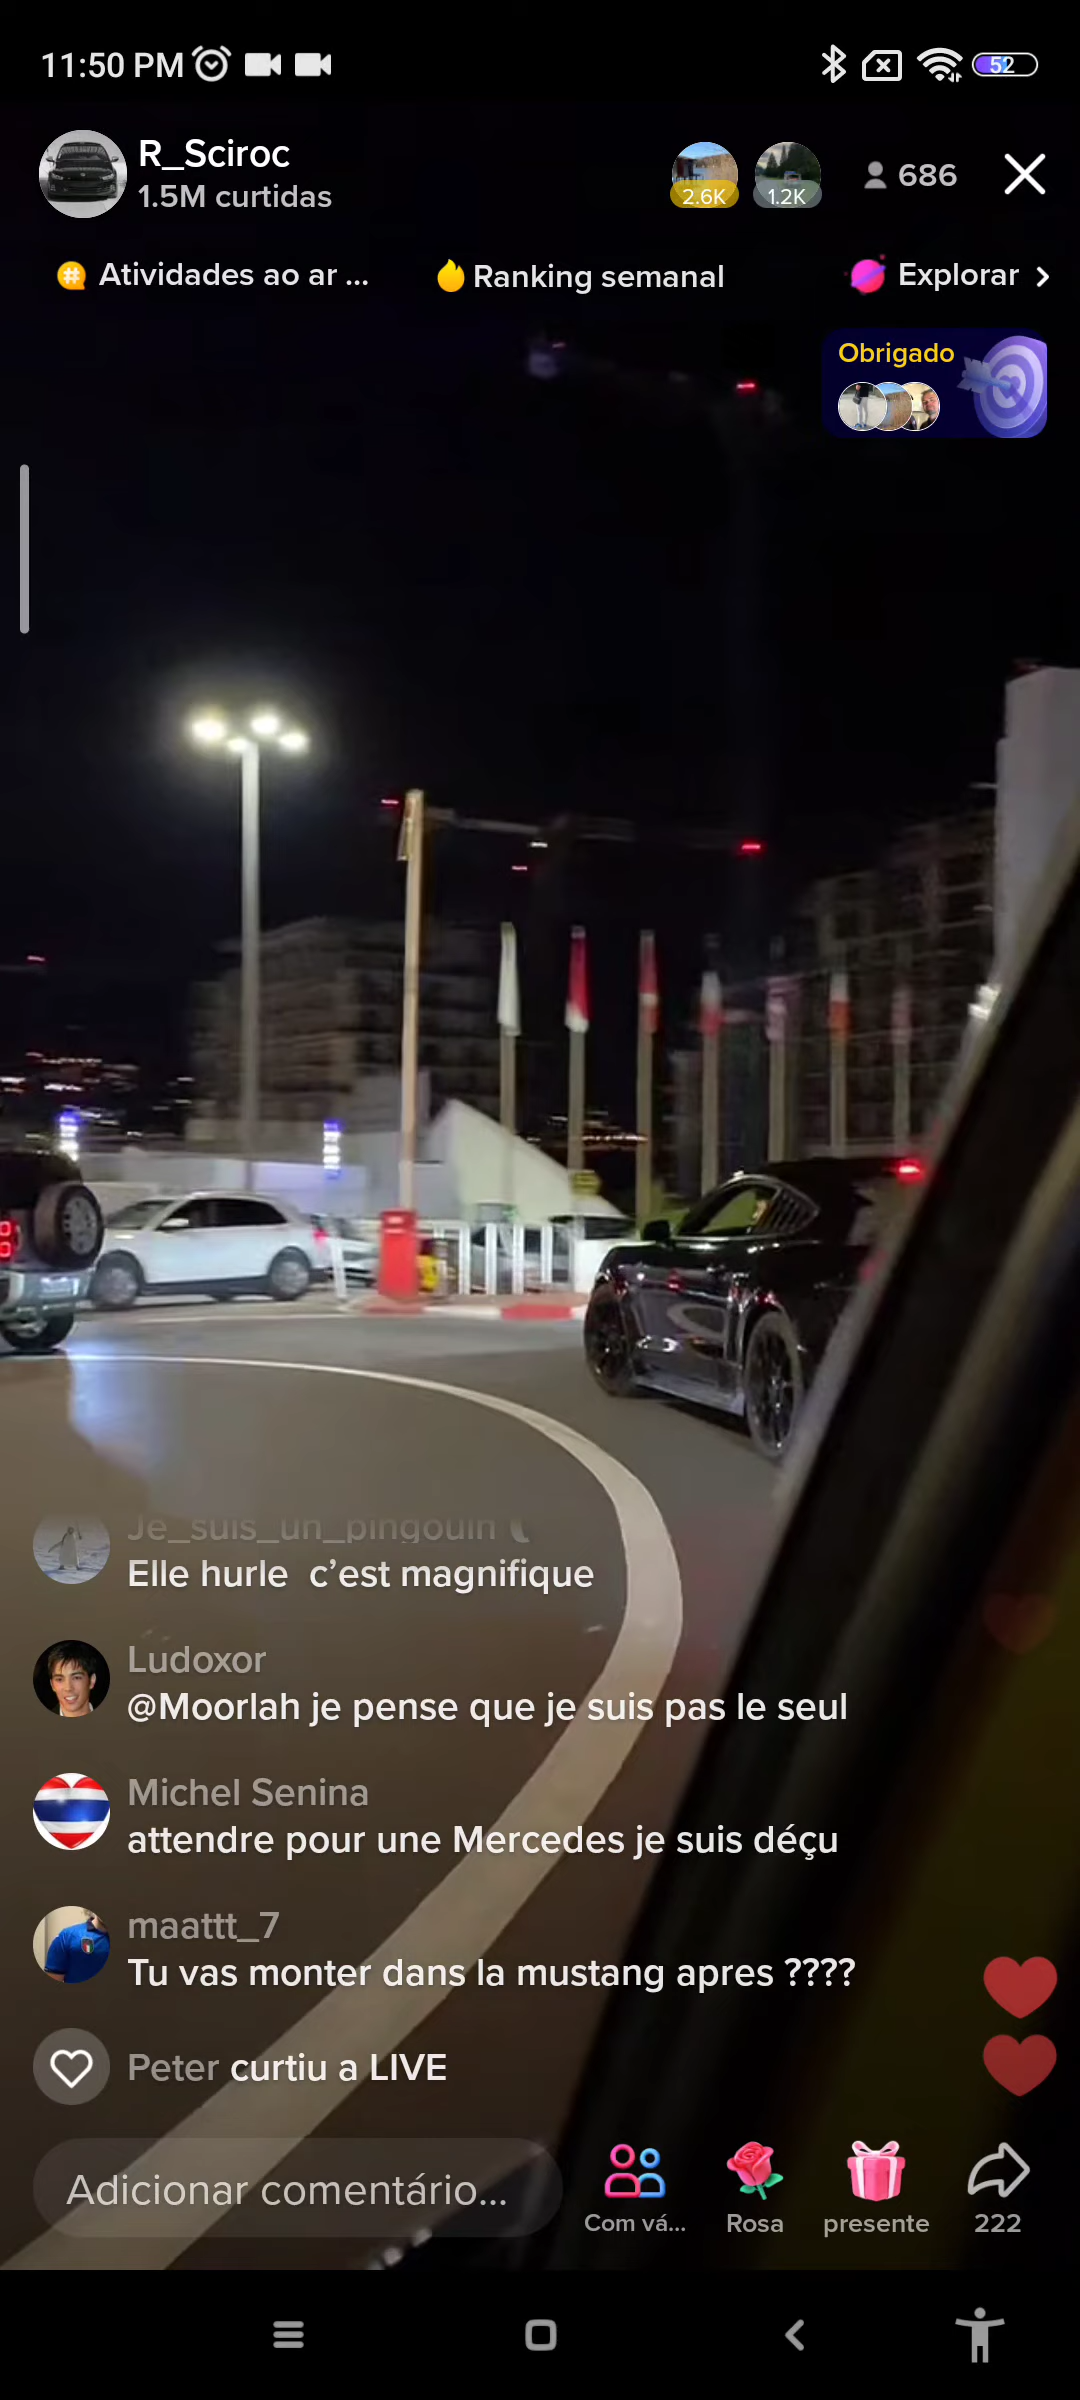 11:50 PM
52
R_Sciroc
1.5M curtidas
2.6K
1.2K
686
Atividades ao ar ...
Ranking semanal
Explorar
Obrigado
Je_suis_un_pingouin
Elle hurle  c’est magnifique
Ludoxor
@Moorlah je pense que je suis pas le seul
Michel Senina
attendre pour une Mercedes je suis déçu
maattt_7
Tu vas monter dans la mustang apres ????
Peter curtiu a LIVE
Adicionar comentário...
Com vá...
Rosa
presente
222